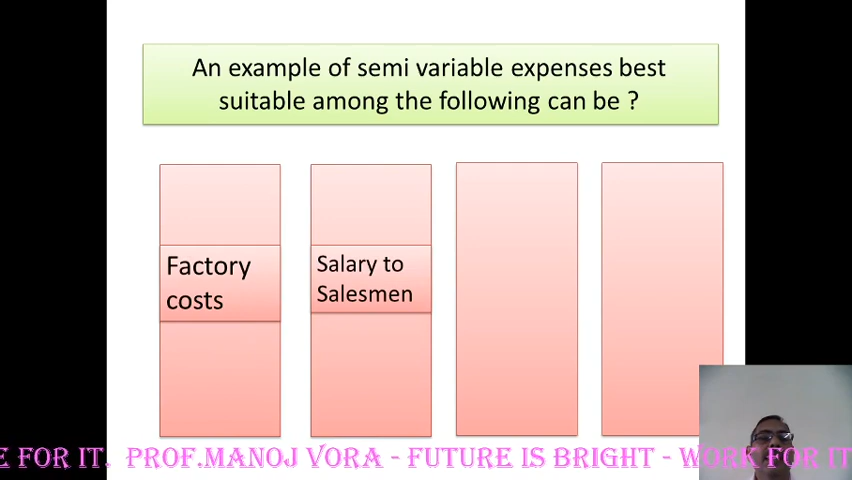 An example of semi variable expenses best
suitable among the following can be ?
Factory
costs
Salary to
Salesmen
E FOR IT.  PROF.MANOJ VORA - FUTURE IS BRIGHT - WORK FOR IT